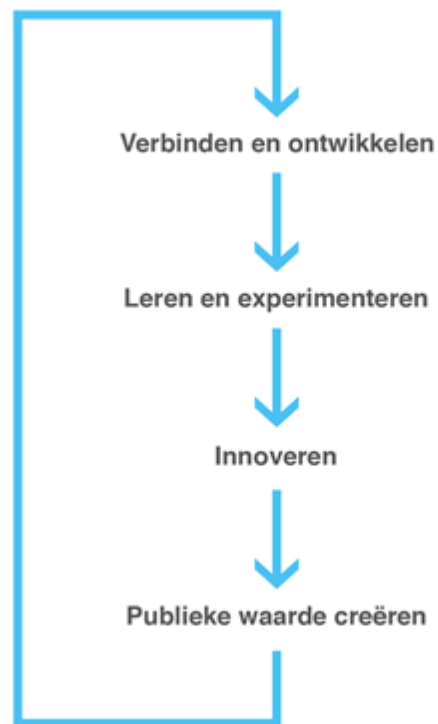 Verbinden en ontwikkelen
Leren en experimenteren
Innoveren
Publieke waarde creëren